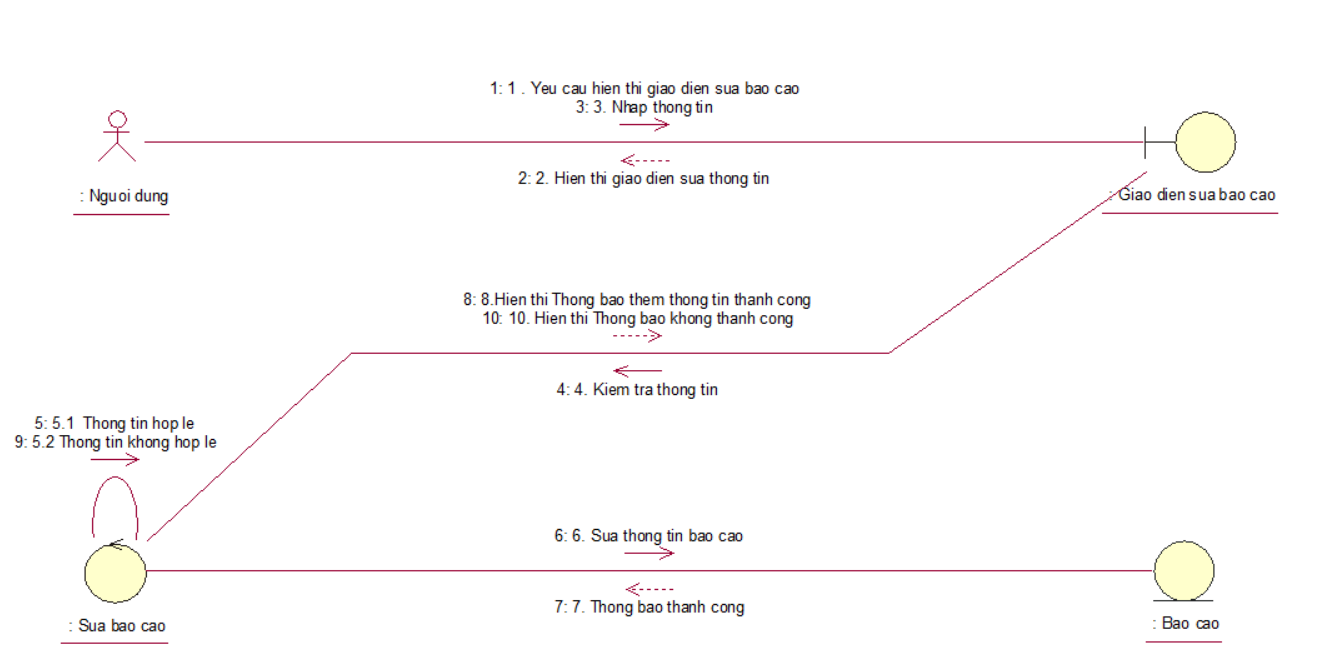 1: 1 . Yeu cau hien thi giao dien sua bao cao
3: 3. Nhap thong tin
2: 2. Hien thi giao dien sua thong tin
: Nguoi dung
: Giao dien sua bao cao
8: 8.Hien thi Thong bao them thong tin thanh cong
10: 10. Hien thi Thong bao khong thanh cong
4: 4. Kiem tra thong tin
5: 5.1 Thong tin hop le
9: 5.2 Thong tin khong hop le
6: 6. Sua thong tin bao cao
7: 7. Thong bao thanh cong
: Sua bao cao
: Bao cao